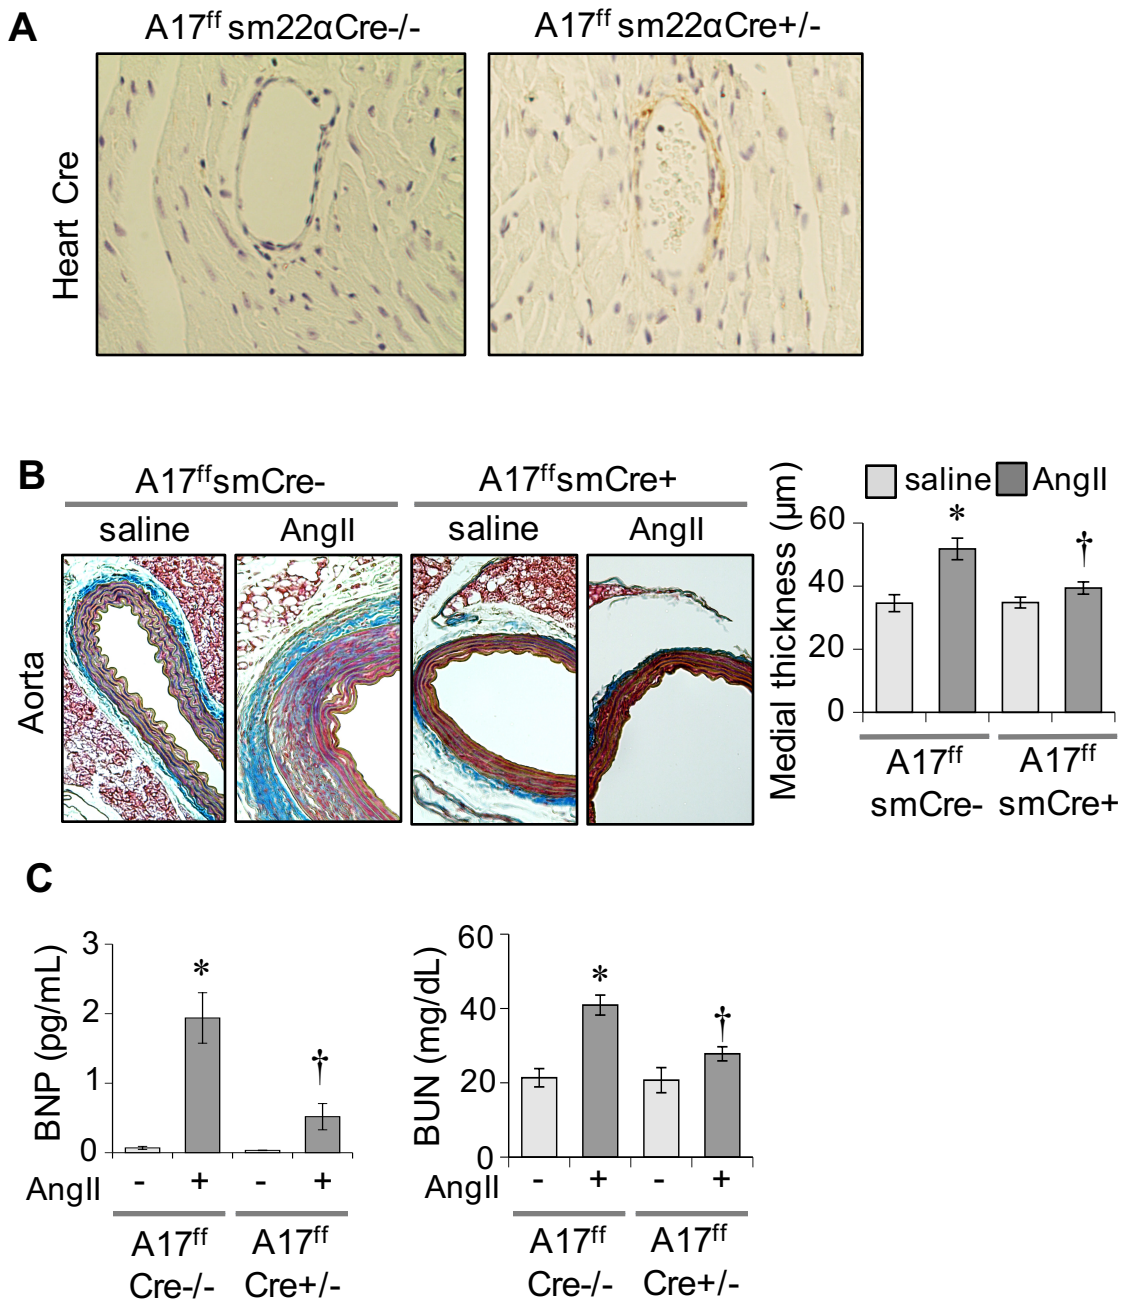 A
A17ff sm22αCre-/-
A17ff sm22αCre+/-
Heart Cre
B
A17ffsmCre-
A17ffsmCre+
saline
AngII
saline
AngII
Aorta
saline
AngII
Medial thickness (µm)
60
40
20
0
*
†
A17ff
smCre-
A17ff
smCre+
C
BNP (pg/mL)
3
2
1
0
*
†
AngII - + - +
A17ff
Cre-/-
A17ff
Cre+/-
BUN (mg/dL)
60
40
20
0
*
†
AngII - + - +
A17ff
Cre-/-
A17ff
Cre+/-